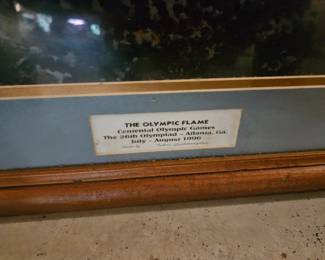 THE OLYMPIC FLAME
Centennial Olympic Games
The 26th Olympiad - Atlanta, Ga.
July - August 1996